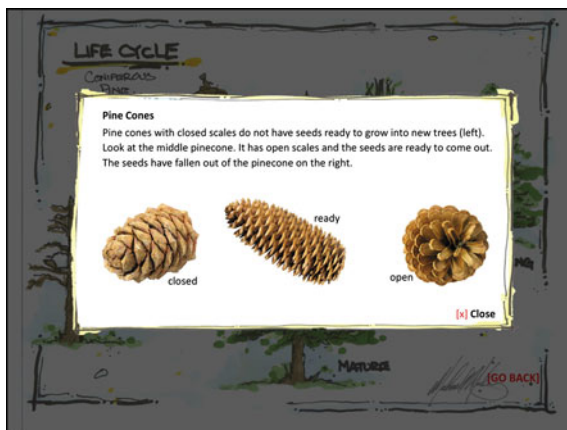 LIFE CYCLE
CONIFEROUS
PINE
Pine Cones
Pine cones with closed scales do not have seeds ready to grow into new trees (left).
Look at the middle pinecone. It has open scales and the seeds are ready to come out.
The seeds have fallen out of the pinecone on the right.
ready
closed
open
[x] Close
MATURE
[GO BACK]